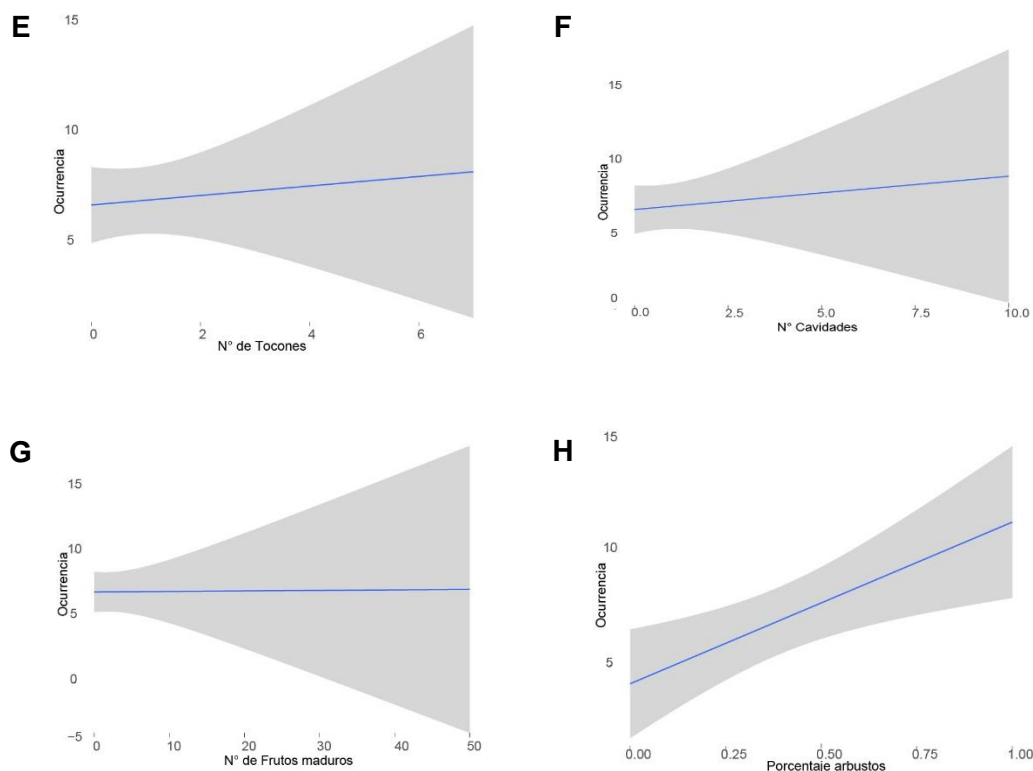 E
15
10
5
Ocurrencia
0 2 4 6
N° de Tocones
F
15
10
5
0
Ocurrencia
0.0 2.5 5.0 7.5 10.0
N° Cavidades
G
15
10
5
0
−5
Ocurrencia
0 10 20 30 40 50
N° de Frutos maduros
H
15
10
5
Ocurrencia
0.00 0.25 0.50 0.75 1.00
Porcentaje arbustos